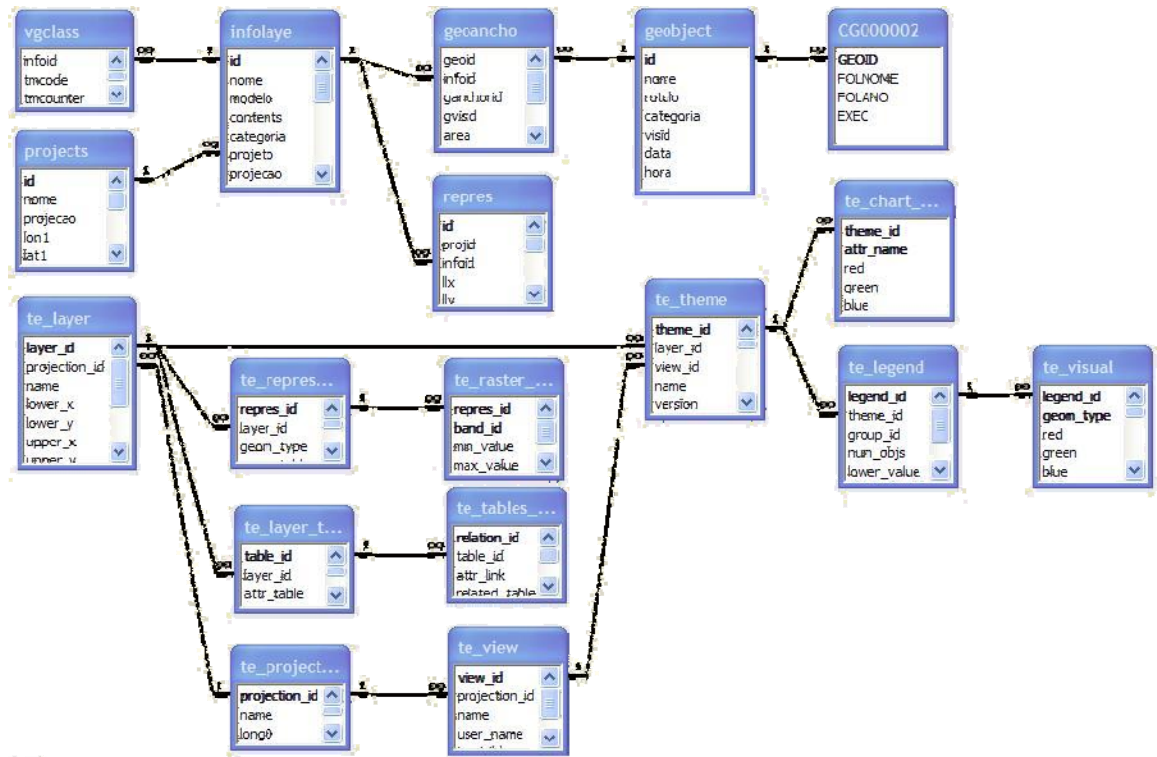 vgclass
infoid
tmcode
tmcounter
infolaye
id
nome
modelo
contents
categoria
projeto
projecao
geoancho
geoid
infoid
ganchorid
gvisd
area
geobject
id
name
rotulo
categoria
visid
data
hora
CG000002
GEOID
FOLNOME
FOLANO
EXEC
projects
id
nome
projecao
lon1
lat1
repres
id
projid
infoid
llx
lly
te_chart_...
theme_id
attr_name
red
green
blue
te_layer
layer_id
projection_id
name
lower_x
lower_y
upper_x
upper_y
te_repres...
repres_id
layer_id
geom_type
te_raster_...
repres_id
band_id
min_value
max_value
te_theme
theme_id
layer_id
view_id
name
version
te_legend
legend_id
theme_id
group_id
num_objs
lower_value
te_visual
legend_id
geom_type
red
green
blue
te_layer_t...
table_id
layer_id
attr_table
te_tables_...
relation_id
table_id
attr_link
related_table
te_project...
projection_id
name
long0
te_view
view_id
projection_id
name
user_name